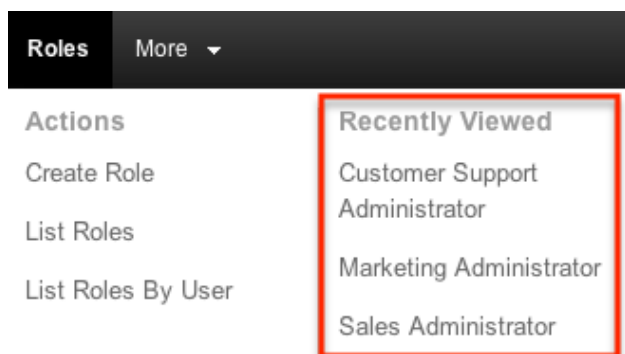 Roles More
Actions
Create Role
List Roles
List Roles By User
Recently Viewed
Customer Support
Administrator
Marketing Administrator
Sales Administrator